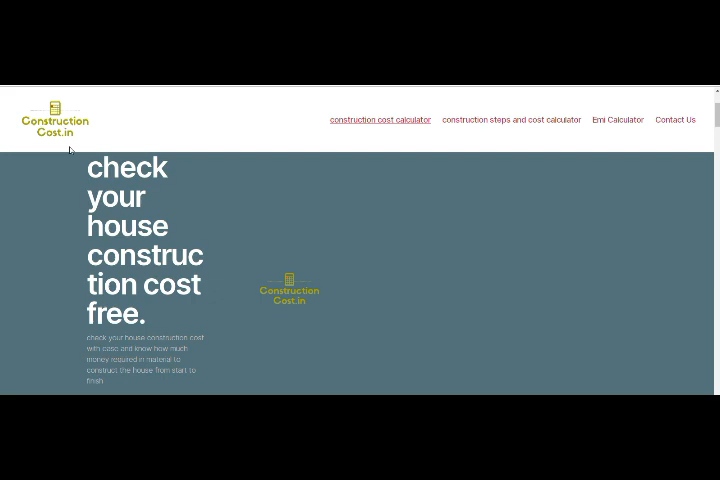 Construction
Cost.in
construction cost calculator
construction steps and cost calculator
Emi Calculator
Contact Us
check
your
house
construc
tion cost
free.
Construction
Cost.in
check your house construction cost
with ease and know how much
money required in material to
construct the house from start to
finish